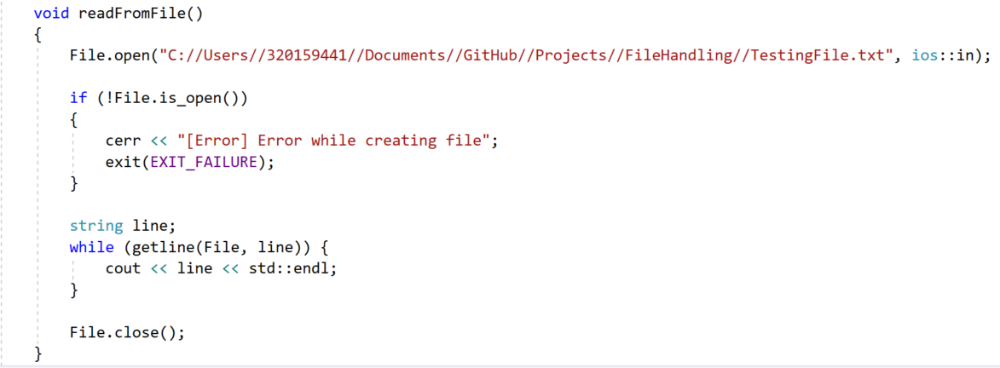 void readFromFile()
{
    File.open("C://Users//320159441//Documents//GitHub//Projects//FileHandling//TestingFile.txt", ios::in);
    if (!File.is_open())
    {
        cerr << "[Error] Error while creating file";
        exit(EXIT_FAILURE);
    }
    string line;
    while (getline(File, line)) {
        cout << line << std::endl;
    }
    File.close();
}